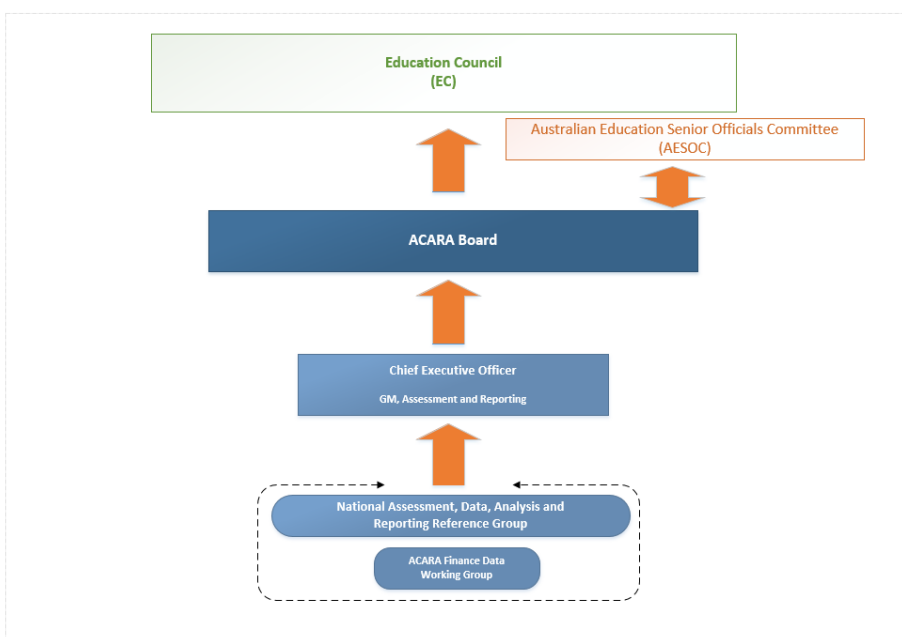 Education Council
(EC)
Australian Education Senior Officials Committee
(AESOC)
ACARA Board
Chief Executive Officer
GM, Assessment and Reporting
National Assessment, Data, Analysis and
Reporting Reference Group
ACARA Finance Data
Working Group